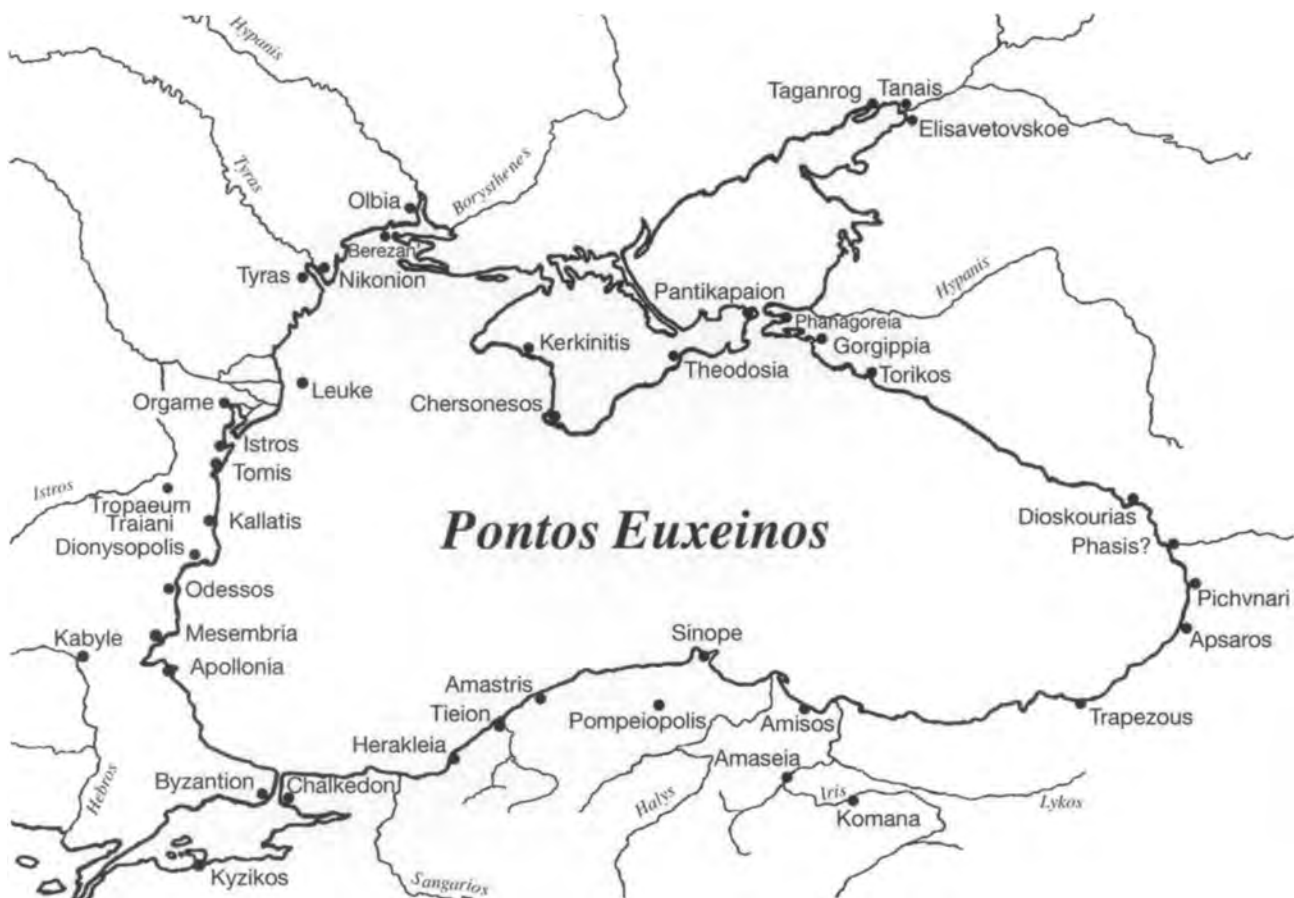 Hypanis
Taganrog
Tanais
Elisavetovskoe
Tyras
Borysthenes
Olbia
Berezan'
Tyras
Nikonion
Hypanis
Pantikapaion
Phanagoreia
Gorgippia
Kerkinitis
Theodosia
Torikos
Leuke
Orgame
Chersonesos
Istros
Tomis
Istros
Tropaeum
Traiani
Kallatis
Dionysopolis
Pontos Euxeinos
Dioskourias
Phasis?
Odessos
Pichvnari
Kabyle
Mesembria
Sinope
Apsaros
Apollonia
Amastris
Tieion
Pompeiopolis
Amisos
Trapezous
Herakleia
Amaseia
Byzantion
Chalkedon
Hebros
Halys
Iris
Lykos
Komana
Kyzikos
Sangarios